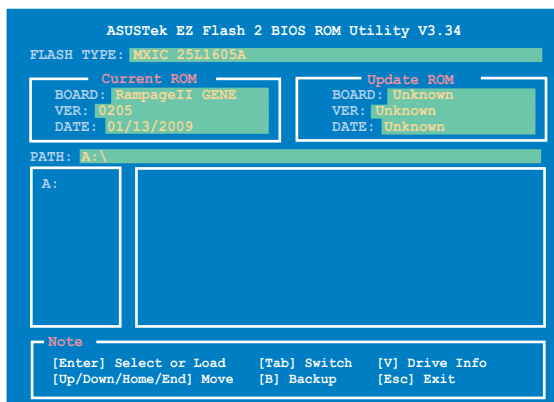 ASUSTek EZ Flash 2 BIOS ROM Utility V3.34
FLASH TYPE: MXIC 25L1605A
Current ROM
BOARD: RampageII GENE
VER: 0205
DATE: 01/13/2009
Update ROM
BOARD: Unknown
VER: Unknown
DATE: Unknown
PATH: A:\
A:
Note
[Enter] Select or Load [Tab] Switch [V] Drive Info
[Up/Down/Home/End] Move [B] Backup [Esc] Exit